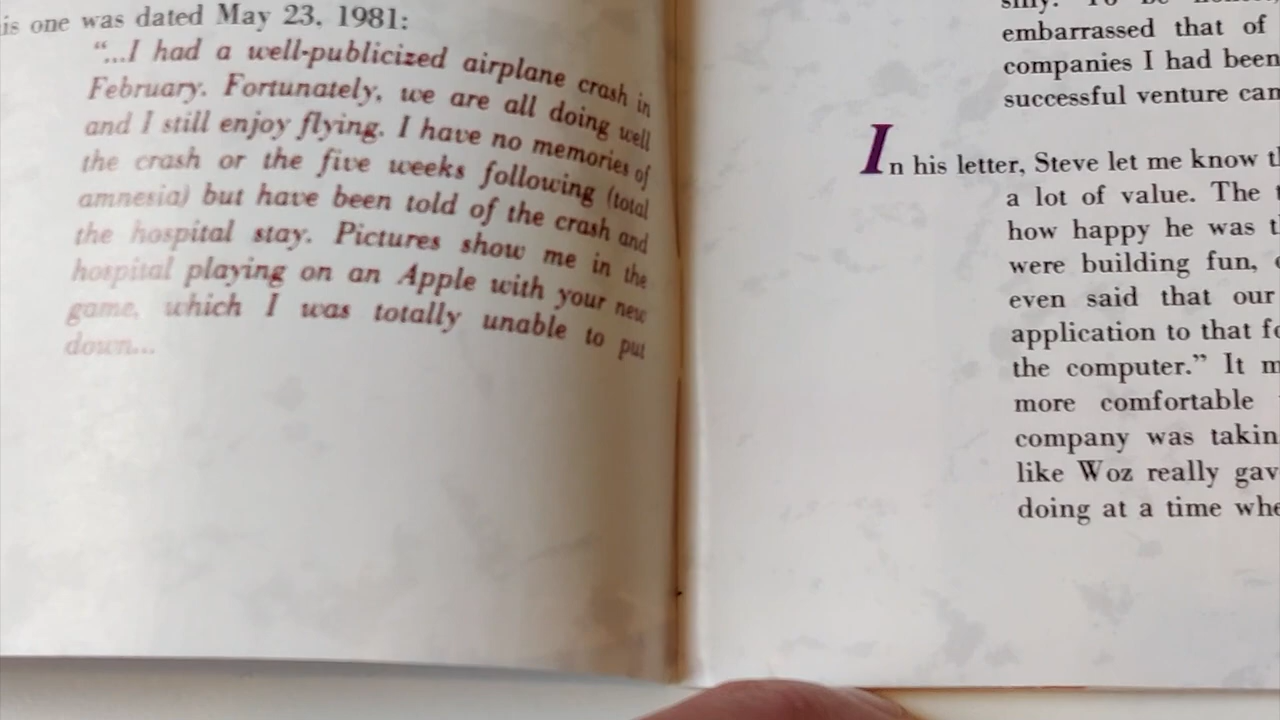 is one was dated May 23, 1981:
“...I had a well-publicized airplane crash in
February. Fortunately, we are all doing well
and I still enjoy flying. I have no memories of
the crash or the five weeks following (total
amnesia) but have been told of the crash and
the hospital stay. Pictures show me in the
hospital playing on an Apple with your new
game, which I was totally unable to put
down...
embarrassed that of
companies I had been
successful venture
In his letter, Steve let me know
a lot of value. The
how happy he was
were building fun,
even said that our
application to that
the computer.” It
more comfortable
company was takin
like Woz really gav
doing at a time whe